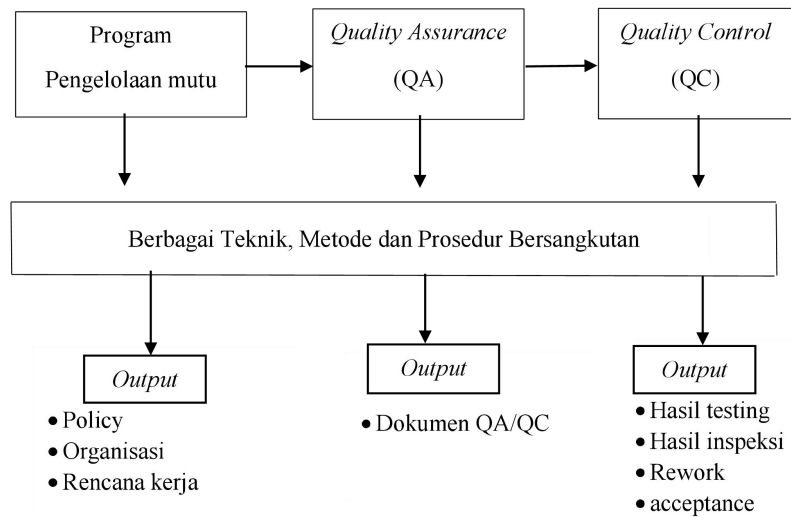 Program
Pengelolaan mutu
Quality Assurance
(QA)
Quality Control
(QC)
Berbagai Teknik, Metode dan Prosedur Bersangkutan
Output
• Policy
• Organisasi
• Rencana kerja
Output
• Dokumen QA/QC
Output
• Hasil testing
• Hasil inspeksi
• Rework
• acceptance